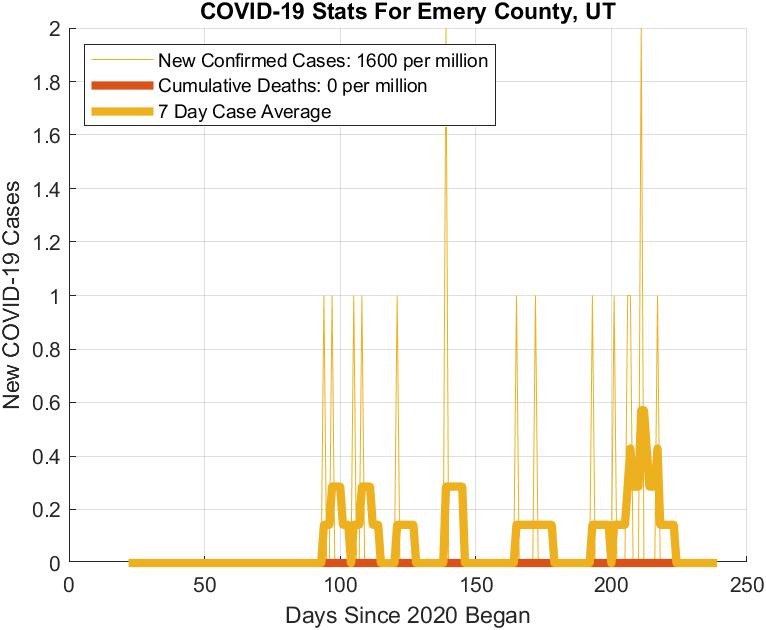 COVID-19 Stats For Emery County, UT
New Confirmed Cases: 1600 per million
Cumulative Deaths: 0 per million
7 Day Case Average
New COVID-19 Cases
2
1.8
1.6
1.4
1.2
1
0.8
0.6
0.4
0.2
0
0 50 100 150 200 250
Days Since 2020 Began